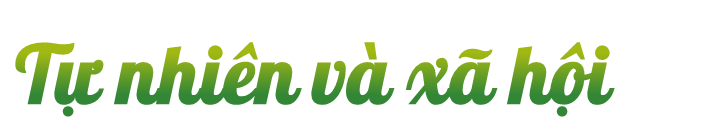 Tự nhiên và xã hội